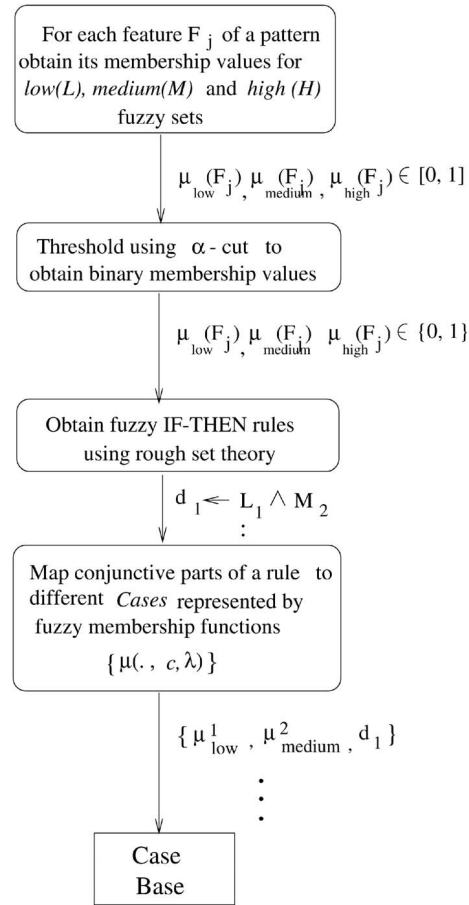 For each feature F j of a pattern
obtain its membership values for
low(L), medium(M) and high (H)
fuzzy sets
μ low (F j ) , μ medium (F j ) , μ high (F j ) ∈ [0, 1]
Threshold using α - cut to
obtain binary membership values
μ low (F j ) , μ medium (F j ) μ high (F j ) ∈ {0, 1}
Obtain fuzzy IF-THEN rules
using rough set theory
d 1 ← L 1 ∧ M 2
⋮
Map conjunctive parts of a rule to
different Cases represented by
fuzzy membership functions
{ μ(. , c, λ) }
{ μ 1 low , μ 2 medium , d 1 }
⋮
Case
Base